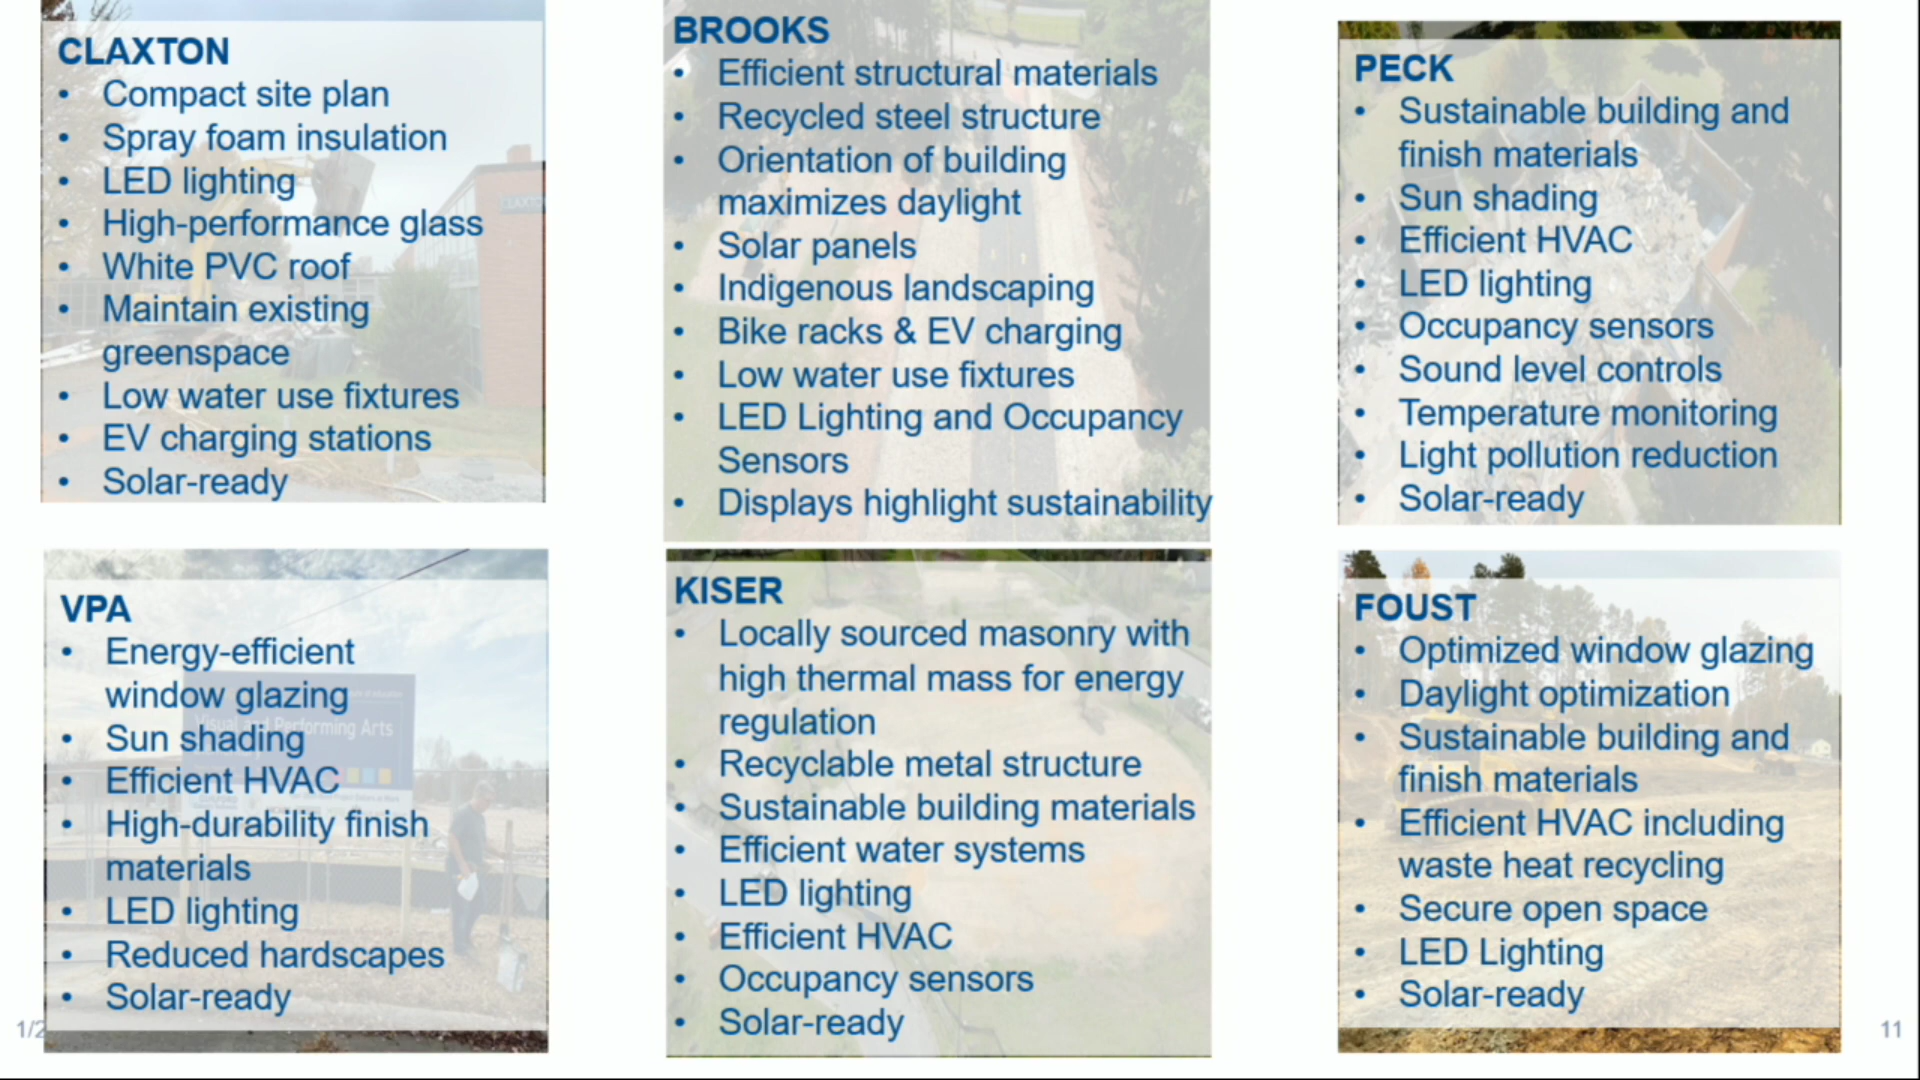 CLAXTON
• Compact site plan
• Spray foam insulation
• LED lighting
• High-performance glass
• White PVC roof
• Maintain existing
greenspace
• Low water use fixtures
• EV charging stations
• Solar-ready
BROOKS
• Efficient structural materials
• Recycled steel structure
• Orientation of building
maximizes daylight
• Solar panels
• Indigenous landscaping
• Bike racks & EV charging
• Low water use fixtures
• LED Lighting and Occupancy
Sensors
• Displays highlight sustainability
PECK
• Sustainable building and
finish materials
• Sun shading
• Efficient HVAC
• LED lighting
• Occupancy sensors
• Sound level controls
• Temperature monitoring
• Light pollution reduction
• Solar-ready
VPA
• Energy-efficient
window glazing
• Sun shading
• Efficient HVAC
• High-durability finish
materials
• LED lighting
• Reduced hardscapes
• Solar-ready
Visual and Performing Arts
KISER
• Locally sourced masonry with
high thermal mass for energy
regulation
• Recyclable metal structure
• Sustainable building materials
• Efficient water systems
• LED lighting
• Efficient HVAC
• Occupancy sensors
• Solar-ready
FOUST
• Optimized window glazing
• Daylight optimization
• Sustainable building and
finish materials
• Efficient HVAC including
waste heat recycling
• Secure open space
• LED Lighting
• Solar-ready
1/2
11